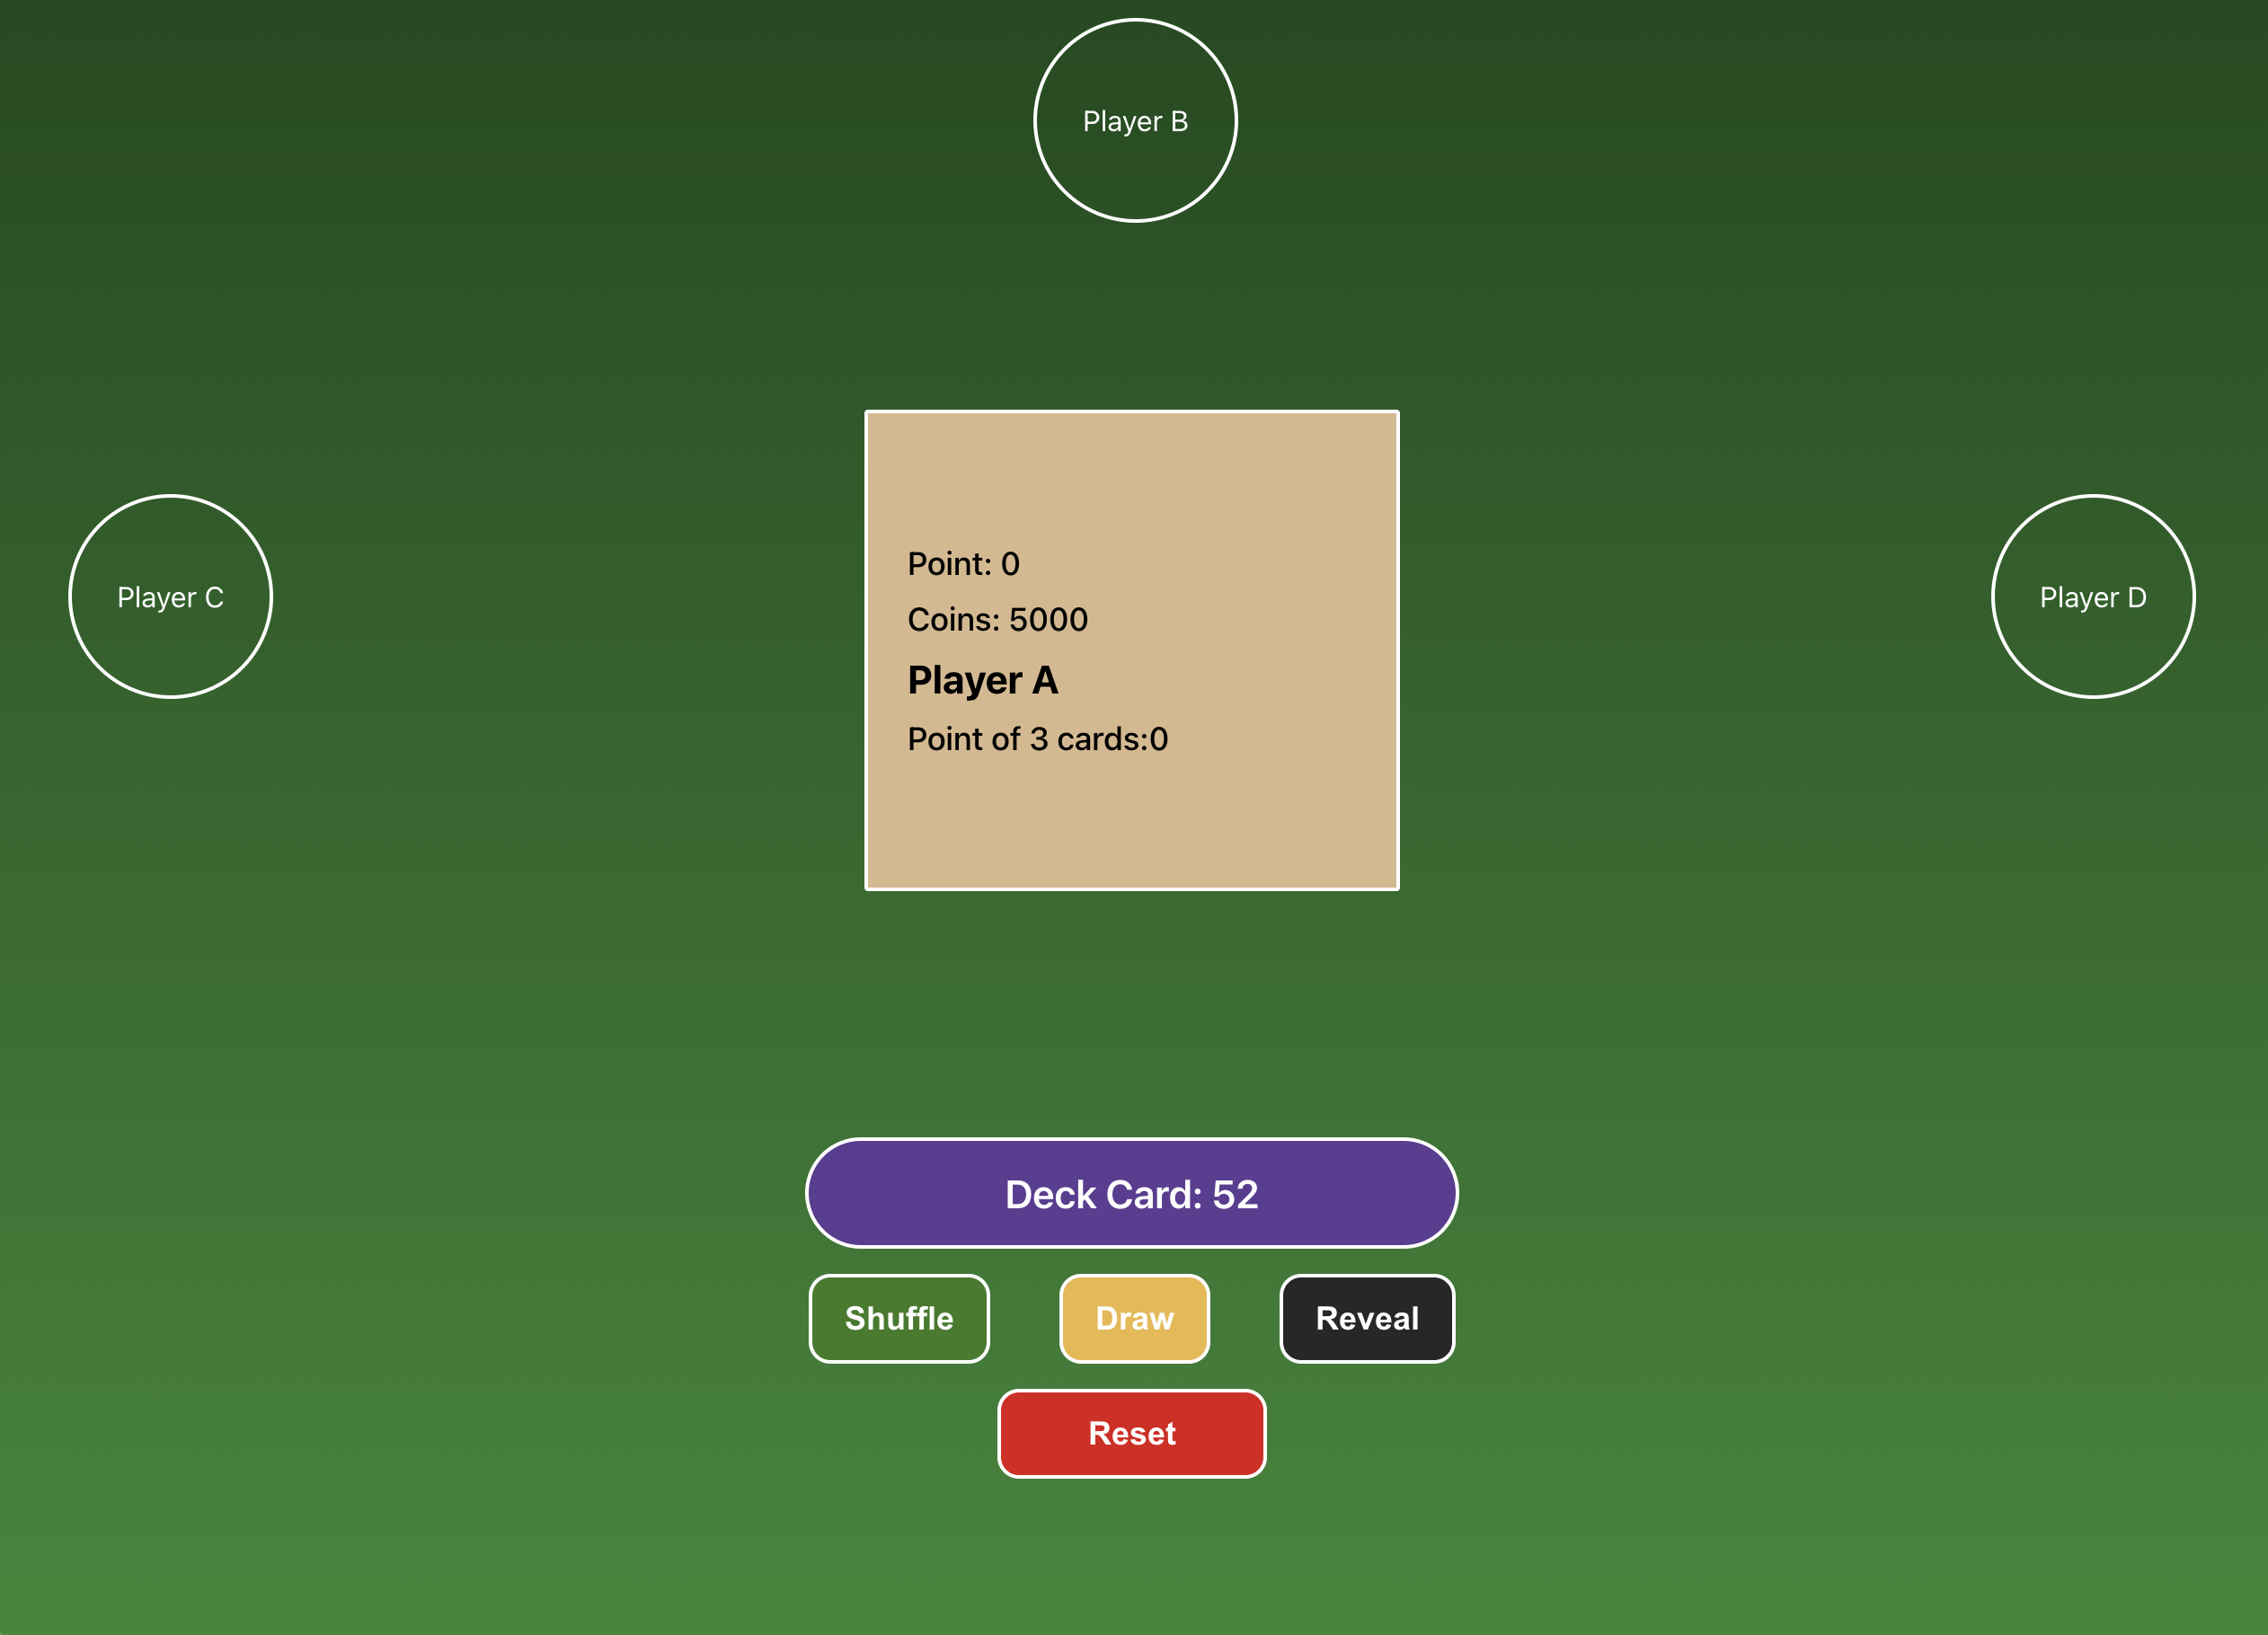 Player B
Player C
Player D
Point: 0
Coins: 5000
Player A
Point of 3 cards:0
Deck Card: 52
Shuffle
Draw
Reveal
Reset